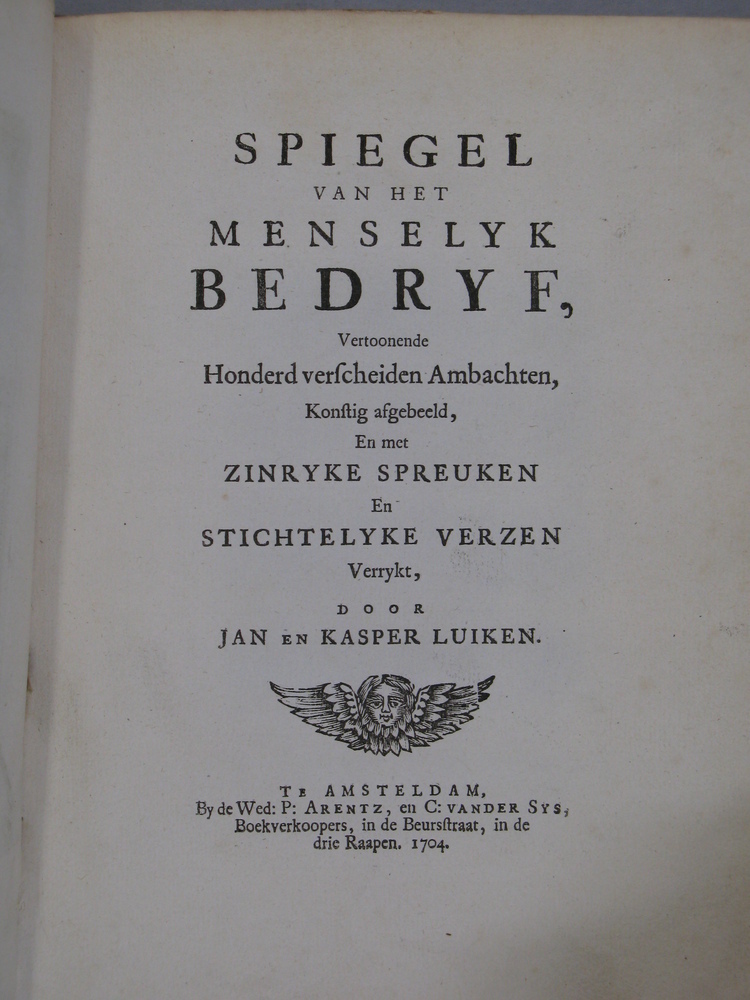 SPIEGEL
VAN HET
MENSELYK
BEDRYF,
Vertoonende
Honderd verſcheiden Ambachten,
Konſtig afgebeeld,
En met
ZINRYKE SPREUKEN
En
STICHTELYKE VERZEN
Verrykt,
DOOR
JAN EN KASPER LUIKEN.
TE AMSTELDAM,
By de Wed: P: ARENTZ, en C: VANDER SYS,
Boekverkoopers, in de Beursſtraat, in de
drie Raapen. 1704.